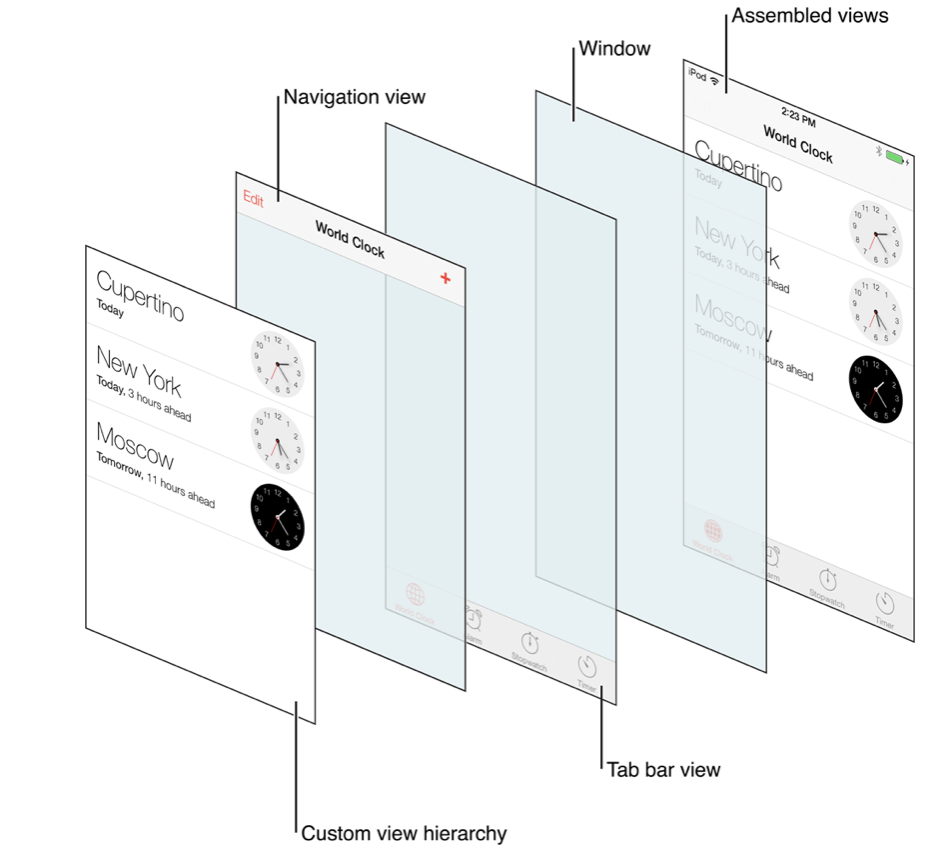 Assembled views
Window
Navigation view
iPod
2:23 PM
World Clock
Cupertino
Today
New York
Today, 3 hours ahead
Moscow
Tomorrow, 11 hours ahead
World Clock
arm
Stopwatch
Timer
Edit
World Clock
+
World Clock
larm
Stopwatch
Timer
Cupertino
Today
New York
Today, 3 hours ahead
Moscow
Tomorrow, 11 hours ahead
Tab bar view
Custom view hierarchy